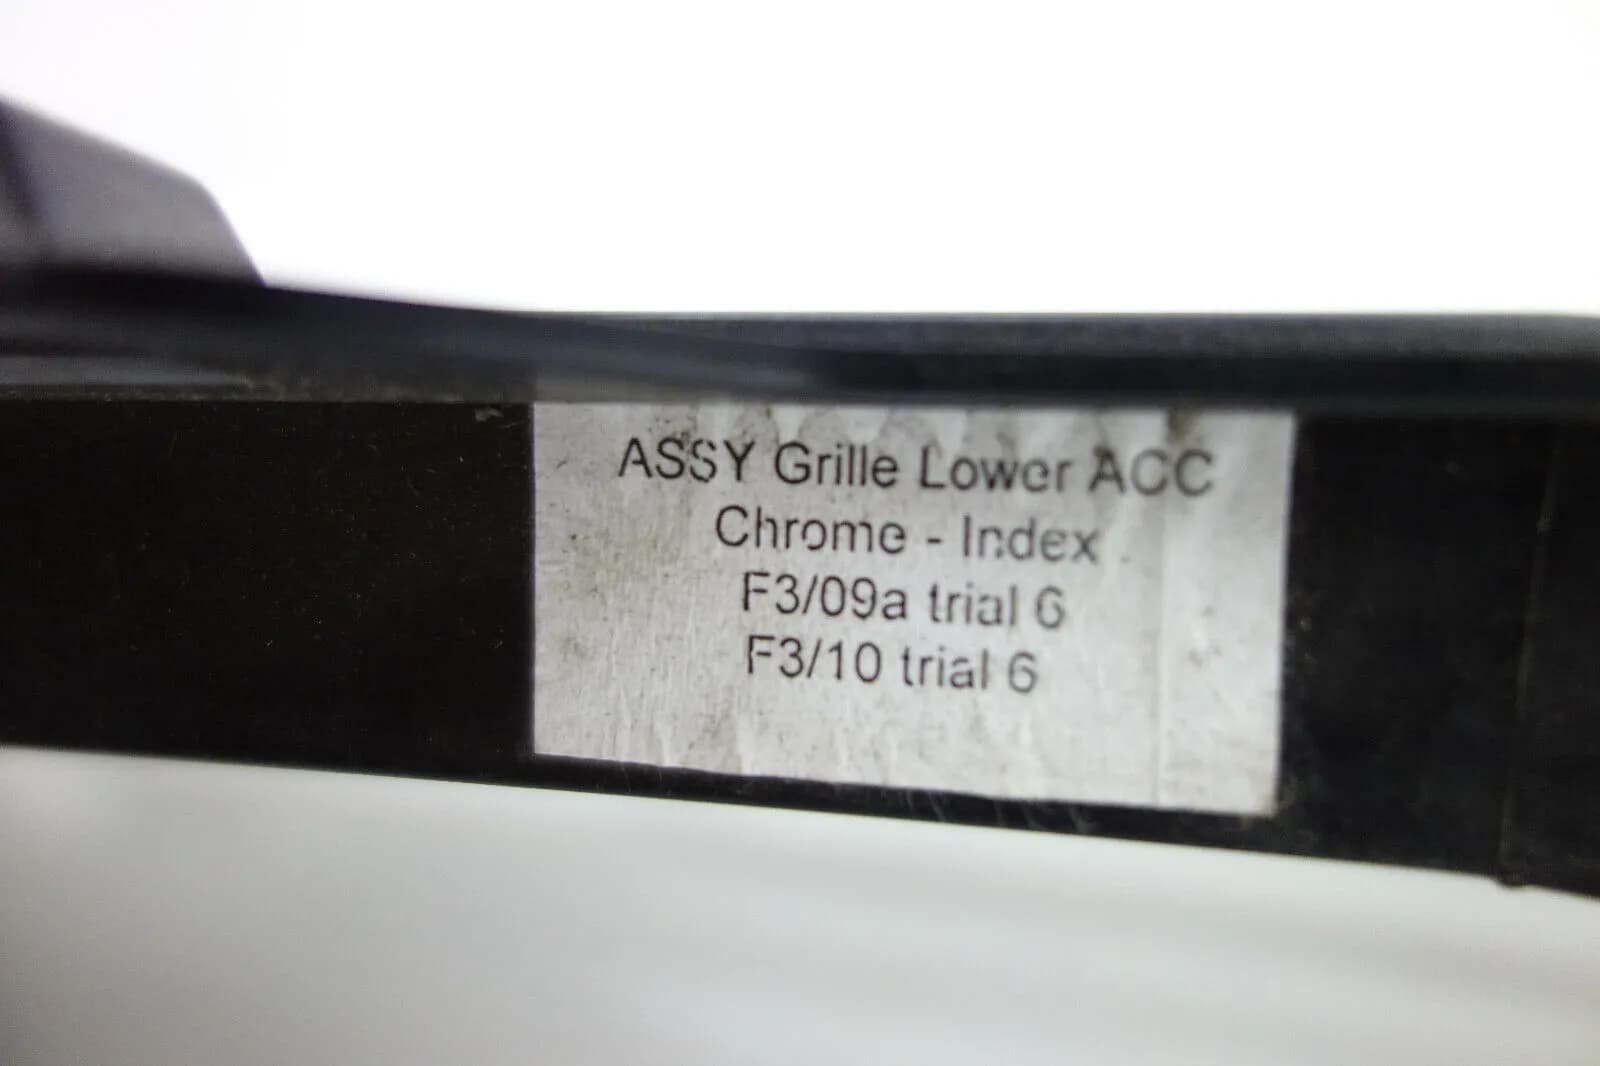 ASSY Grille Lower ACC
Chrome - Index
F3/09a trial 6
F3/10 trial 6